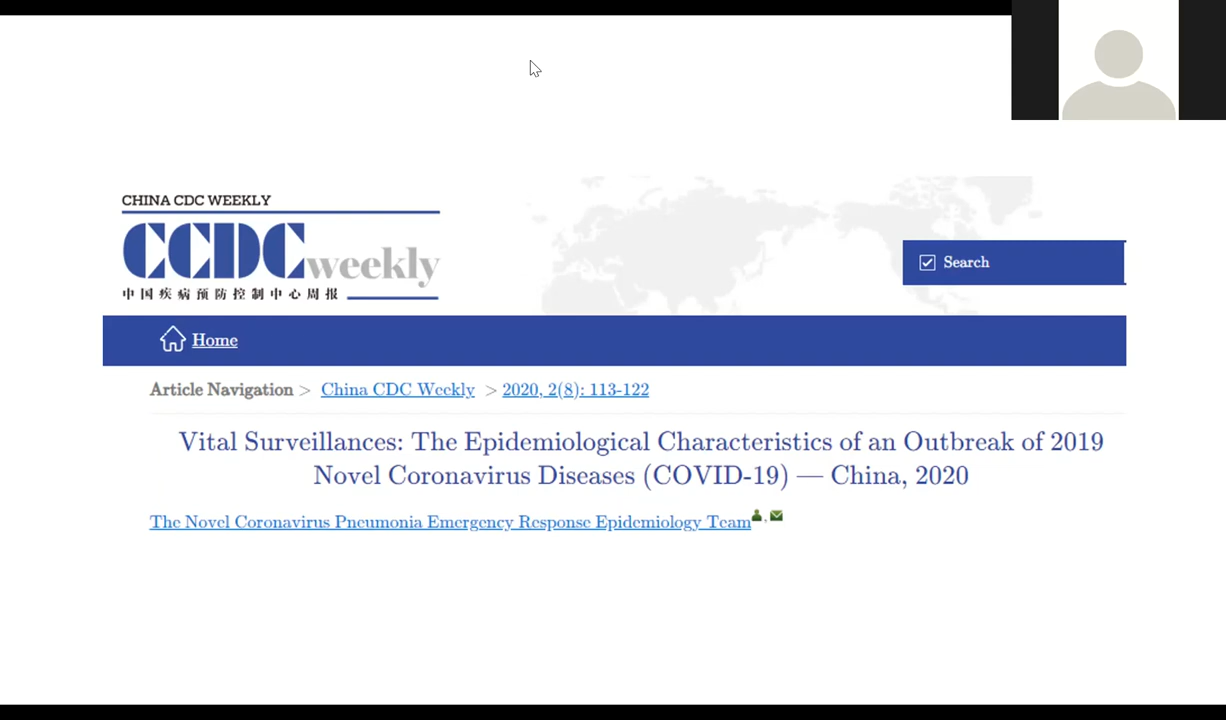 CHINA CDC WEEKLY
CCDC weekly
中国疾病预防控制中心周报
Search
Home
Article Navigation > China CDC Weekly > 2020, 2(8): 113-122
Vital Surveillances: The Epidemiological Characteristics of an Outbreak of 2019
Novel Coronavirus Diseases (COVID-19) — China, 2020
The Novel Coronavirus Pneumonia Emergency Response Epidemiology Team ,